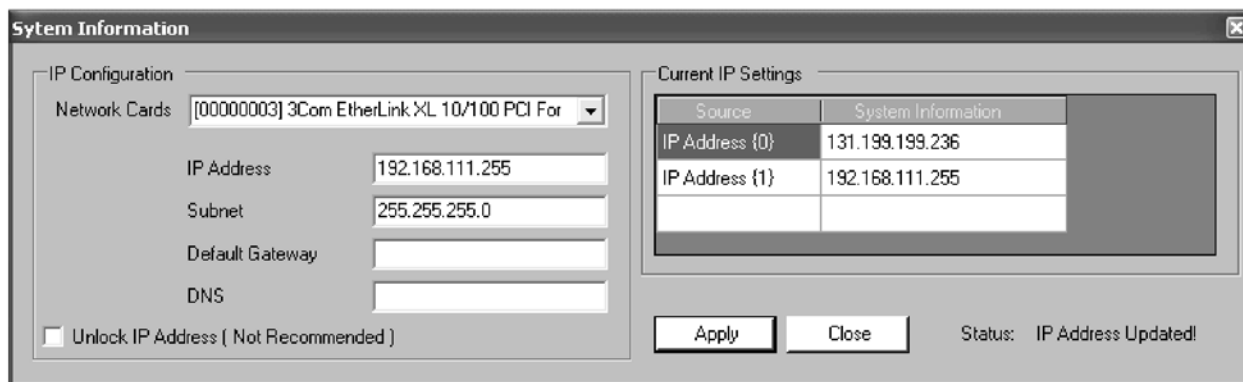 Sytem Information
IP Configuration
Network Cards [00000003] 3Com EtherLink XL 10/100 PCI For
IP Address 192.168.111.255
Subnet 255.255.255.0
Default Gateway
DNS
Unlock IP Address ( Not Recommended )
Current IP Settings
Source System Information
IP Address {0} 131.199.199.236
IP Address {1} 192.168.111.255
Apply Close Status: IP Address Updated!